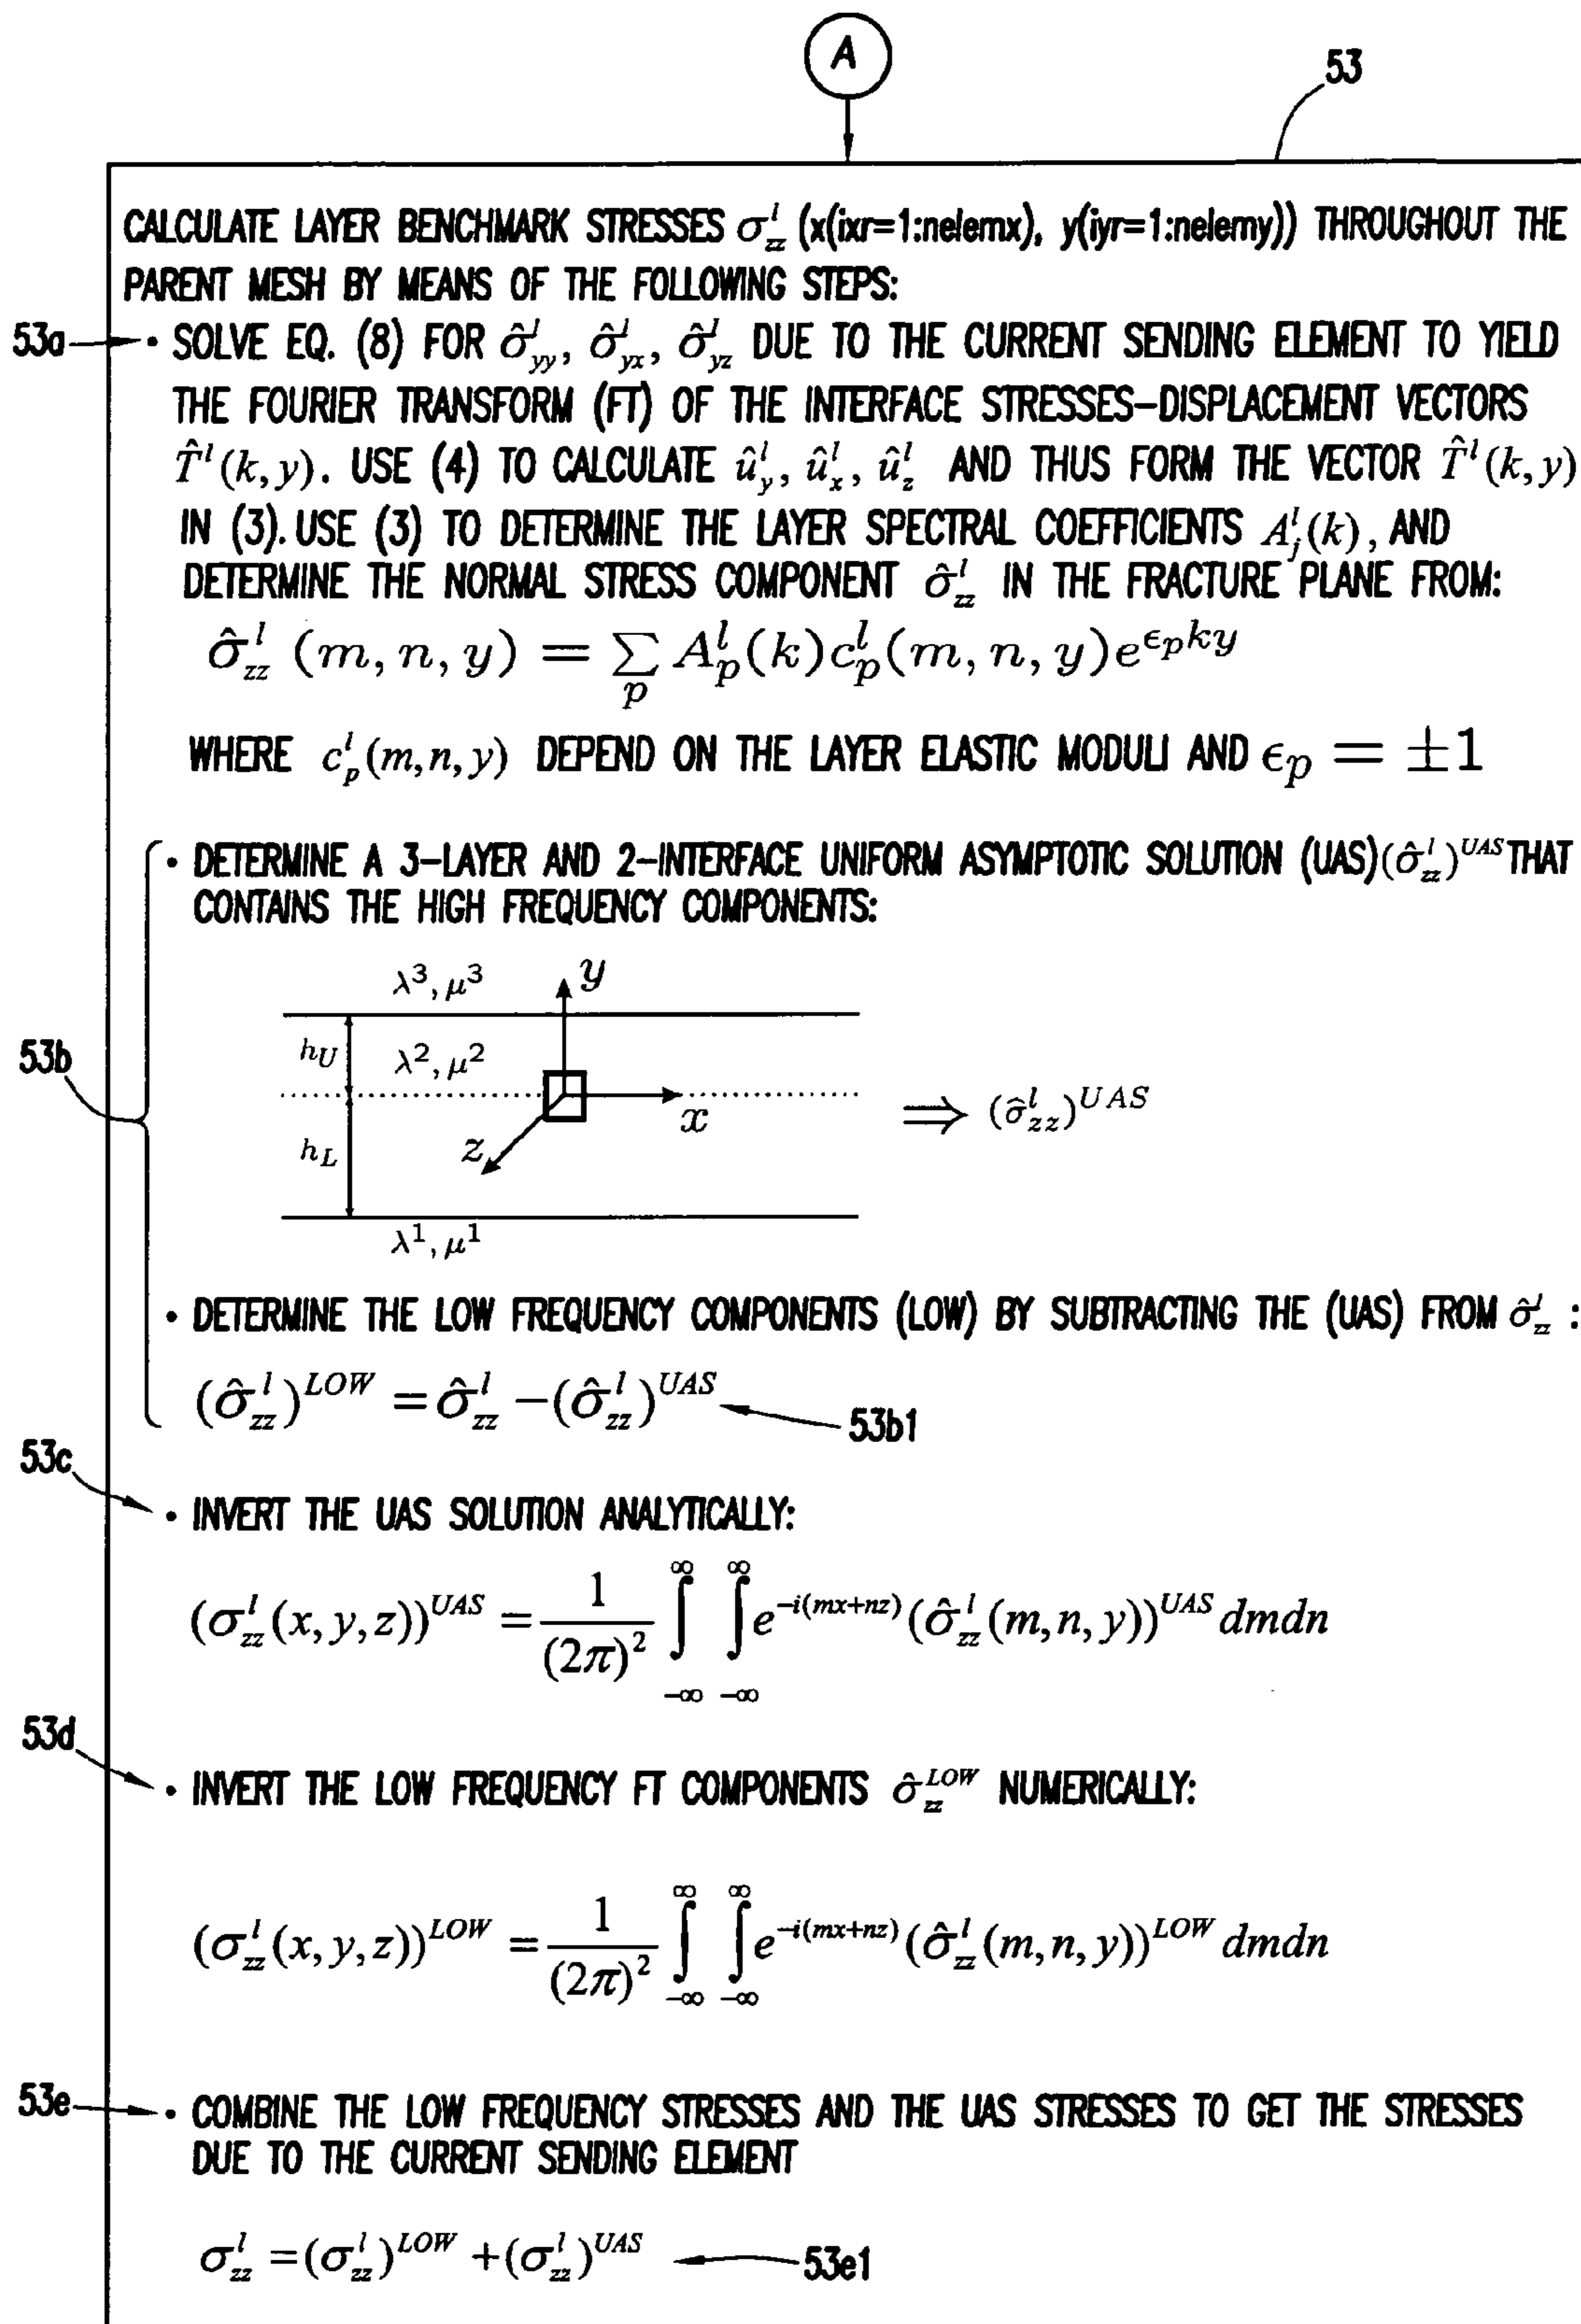 A
53
CALCULATE LAYER BENCHMARK STRESSES σ_zz^l (x(ixr=1:nelemx), y(iyr=1:nelemy)) THROUGHOUT THE
PARENT MESH BY MEANS OF THE FOLLOWING STEPS:
53a
• SOLVE EQ. (8) FOR σ̂_yy^l, σ̂_yx^l, σ̂_yz^l DUE TO THE CURRENT SENDING ELEMENT TO YIELD
THE FOURIER TRANSFORM (FT) OF THE INTERFACE STRESSES-DISPLACEMENT VECTORS
T̂^l(k,y). USE (4) TO CALCULATE û_y^l, û_x^l, û_z^l AND THUS FORM THE VECTOR T̂^l(k,y)
IN (3). USE (3) TO DETERMINE THE LAYER SPECTRAL COEFFICIENTS A_j^l(k), AND
DETERMINE THE NORMAL STRESS COMPONENT σ̂_zz^l IN THE FRACTURE PLANE FROM:
σ̂_zz^l (m, n, y) = ∑_p A_p^l(k)c_p^l(m, n, y)e^{ϵ_p ky}
WHERE c_p^l(m,n,y) DEPEND ON THE LAYER ELASTIC MODULI AND ϵ_p = ±1
53b
• DETERMINE A 3-LAYER AND 2-INTERFACE UNIFORM ASYMPTOTIC SOLUTION (UAS)(σ̂_zz^l)^{UAS} THAT
CONTAINS THE HIGH FREQUENCY COMPONENTS:
λ^3, μ^3
y
h_U
λ^2, μ^2
x
⇒ (σ̂_zz^l)^{UAS}
z
h_L
λ^1, μ^1
• DETERMINE THE LOW FREQUENCY COMPONENTS (LOW) BY SUBTRACTING THE (UAS) FROM σ̂_zz^l :
(σ̂_zz^l)^{LOW} = σ̂_zz^l −(σ̂_zz^l)^{UAS}
53b1
53c
• INVERT THE UAS SOLUTION ANALYTICALLY:
(σ_zz^l(x,y,z))^{UAS} = 1/(2π)^2 ∫_{−∞}^{∞} ∫_{−∞}^{∞} e^{−i(mx+nz)}(σ̂_zz^l(m,n,y))^{UAS} dmdn
53d
• INVERT THE LOW FREQUENCY FT COMPONENTS σ̂_zz^{LOW} NUMERICALLY:
(σ_zz^l(x,y,z))^{LOW} = 1/(2π)^2 ∫_{−∞}^{∞} ∫_{−∞}^{∞} e^{−i(mx+nz)}(σ̂_zz^l(m,n,y))^{LOW} dmdn
53e
• COMBINE THE LOW FREQUENCY STRESSES AND THE UAS STRESSES TO GET THE STRESSES
DUE TO THE CURRENT SENDING ELEMENT
σ_zz^l =(σ_zz^l)^{LOW} +(σ_zz^l)^{UAS}
53e1